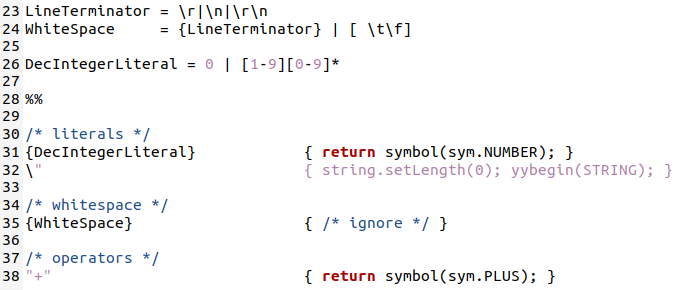 23 LineTerminator = \r|\n|\r\n
24 WhiteSpace     = {LineTerminator} | [ \t\f]
25
26 DecIntegerLiteral = 0 | [1-9][0-9]*
27
28 %%
29
30 /* literals */
31 {DecIntegerLiteral}            { return symbol(sym.NUMBER); }
32 \"                             { string.setLength(0); yybegin(STRING); }
33
34 /* whitespace */
35 {WhiteSpace}                   { /* ignore */ }
36
37 /* operators */
38 "+"                            { return symbol(sym.PLUS); }